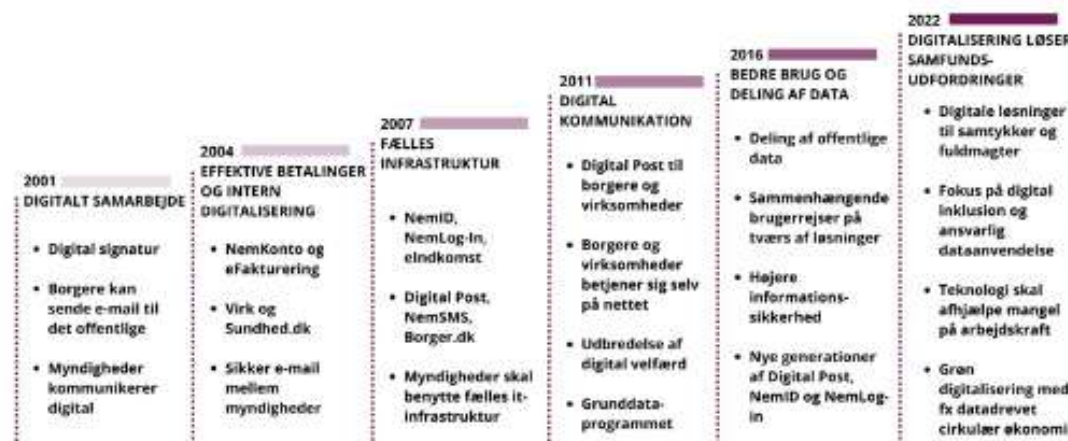 2001
DIGITALT SAMARBEJDE
• Digital signatur
• Borgere kan
sende e-mail til
det offentlige
• Myndigheder
kommunikerer
digital
2004
EFFEKTIVE BETALINGER
OG INTERN
DIGITALISERING
• NemKonto og
eFakturering
• Virk og
Sundhed.dk
• Sikker e-mail
mellem
myndigheder
2007
FÆLLES
INFRASTRUKTUR
• NemID,
NemLog-In,
eIndkomst
• Digital Post,
NemSMS,
Borger.dk
• Myndigheder skal
benytte fælles it-
infrastruktur
2011
DIGITAL
KOMMUNIKATION
• Digital Post til
borgere og
virksomheder
• Borgere og
virksomheder
betjener sig selv
på nettet
• Udbredelse af
digital velfærd
• Grunddata-
programmet
2016
BEDRE BRUG OG
DELING AF DATA
• Deling af offentlige
data
• Sammenhængende
brugerrejser på
tværs af løsninger
• Højere
informations-
sikkerhed
• Nye generationer
af Digital Post,
NemID og NemLog-
in
2022
DIGITALISERING LØSER
SAMFUNDS-
UDFORDRINGER
• Digitale løsninger
til samtykker og
fuldmagter
• Fokus på digital
inklusion og
ansvarlig
dataanvendelse
• Teknologi skal
afhjælpe mangel
på arbejdskraft
• Grøn
digitalisering med
fx datadrevet
cirkulær økonomi